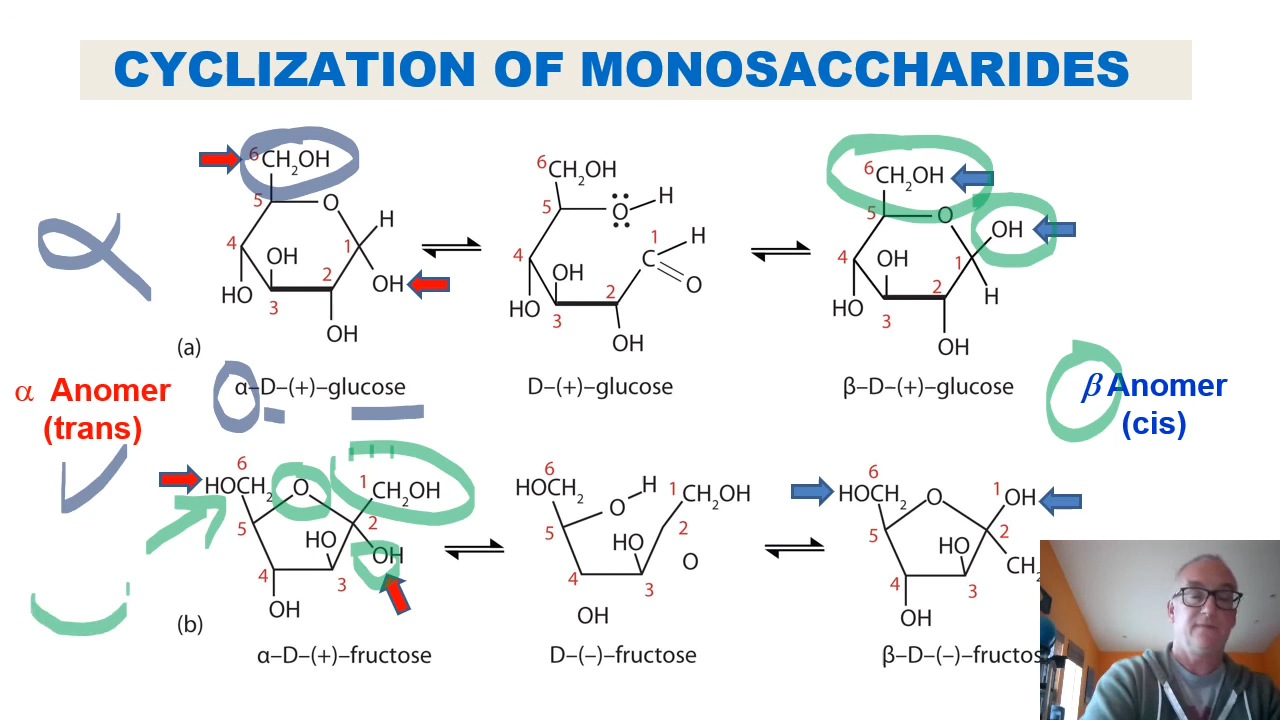 CYCLIZATION OF MONOSACCHARIDES
6 CH2OH
5 O
H
4 OH 1
2
HO 3 OH
OH
6 CH2OH
5 O H
1 H
4 OH C
2 O
HO 3
OH
6 CH2OH
5 O OH
4 OH 1
2 H
HO 3
OH
(a)
α–D–(+)–glucose
D–(+)–glucose
β–D–(+)–glucose
α Anomer
(trans)
β Anomer
(cis)
6 1
HOCH2 O CH2OH
5 HO 2
OH
4 3
OH
6
HOCH2 O H 1 CH2OH
5 2
HO O
4 3
OH
6 1
HOCH2 O OH
5 2
HO CH2
4 3
OH
(b)
α–D–(+)–fructose
D–(–)–fructose
β–D–(–)–fructos